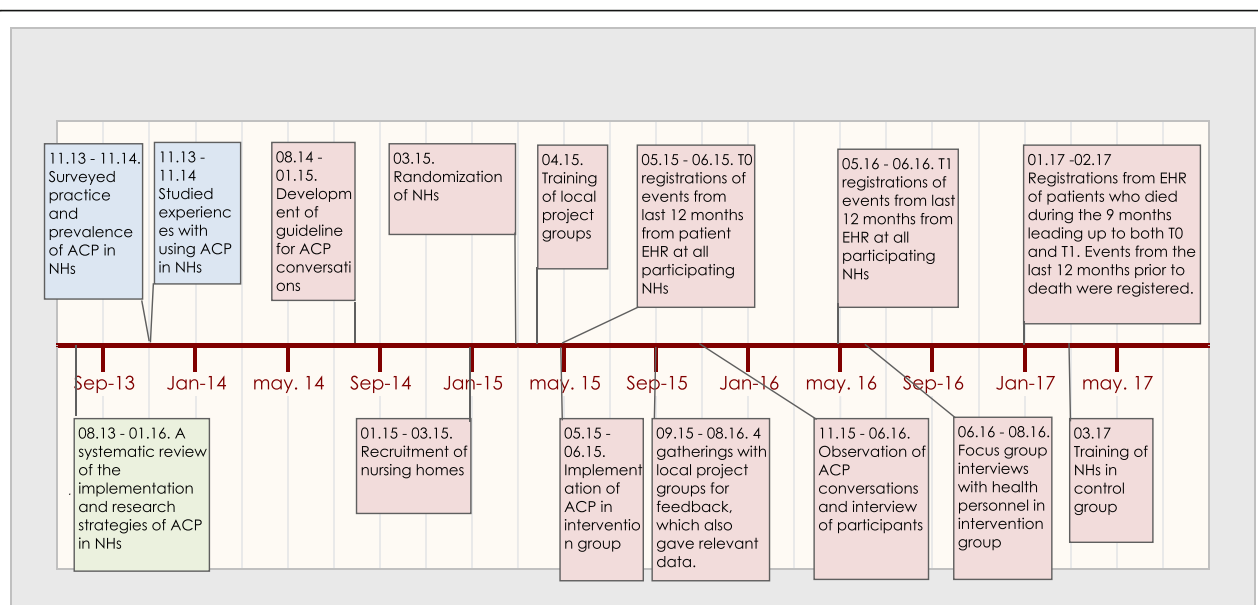 11.13 - 11.14.
Surveyed
practice
and
prevalence
of ACP in
NHs
11.13 -
11.14
Studied
experienc
es with
using ACP
in NHs
08.14 -
01.15.
Developm
ent of
guideline
for ACP
conversati
ons
03.15.
Randomization
of NHs
04.15.
Training
of local
project
groups
05.15 - 06.15. T0
registrations of
events from
last 12 months
from patient
EHR at all
participating
NHs
05.16 - 06.16. T1
registrations of
events from last
12 months from
EHR at all
participating
NHs
01.17 -02.17
Registrations from EHR
of patients who died
during the 9 months
leading up to both T0
and T1. Events from the
last 12 months prior to
death were registered.
Sep-13 Jan-14 may. 14 Sep-14 Jan-15 may. 15 Sep-15 Jan-16 may. 16 Sep-16 Jan-17 may. 17
08.13 - 01.16. A
systematic review
of the
implementation
and research
strategies of ACP
in NHs
01.15 - 03.15.
Recruitment of
nursing homes
05.15 -
06.15.
Implement
ation of
ACP in
interventio
n group
09.15 - 08.16. 4
gatherings with
local project
groups for
feedback,
which also
gave relevant
data.
11.15 - 06.16.
Observation of
ACP
conversations
and interview
of participants
06.16 - 08.16.
Focus group
interviews
with health
personnel in
intervention
group
03.17
Training of
NHs in
control
group